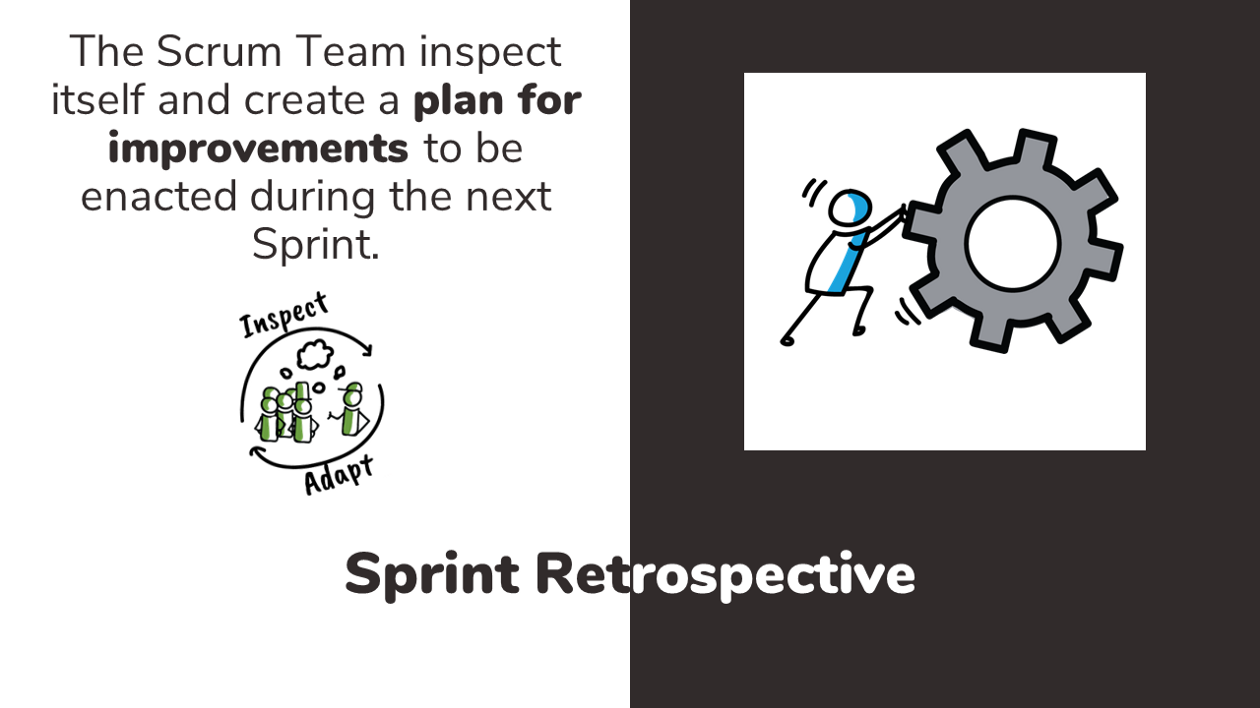 The Scrum Team inspect
itself and create a plan for
improvements to be
enacted during the next
Sprint.
Inspect
Adapt
Sprint Retrospective